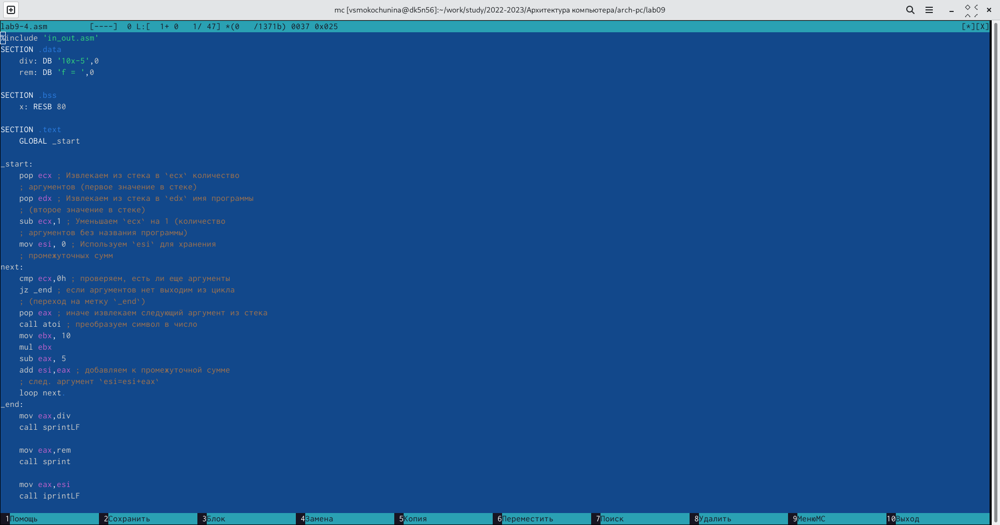 mc [vsmokochunina@dk5n56]:~/work/study/2022-2023/Архитектура компьютера/arch-pc/lab09
lab9-4.asm         [----]  0 L:[  1+ 0   1/ 47] *(0   /1371b) 0037 0x025 [*][X]
%include 'in_out.asm'
SECTION .data
    div: DB '10x-5',0
    rem: DB 'f = ',0
SECTION .bss
    x: RESB 80
SECTION .text
    GLOBAL _start
_start:
    pop ecx ; Извлекаем из стека в `ecx` количество
    ; аргументов (первое значение в стеке)
    pop edx ; Извлекаем из стека в `edx` имя программы
    ; (второе значение в стеке)
    sub ecx,1 ; Уменьшаем `ecx` на 1 (количество
    ; аргументов без названия программы)
    mov esi, 0 ; Используем `esi` для хранения
    ; промежуточных сумм
next:
    cmp ecx,0h ; проверяем, есть ли еще аргументы
    jz _end ; если аргументов нет выходим из цикла
    ; (переход на метку `_end`)
    pop eax ; иначе извлекаем следующий аргумент из стека
    call atoi ; преобразуем символ в число
    mov ebx, 10
    mul ebx
    sub eax, 5
    add esi,eax ; добавляем к промежуточной сумме
    ; след. аргумент `esi=esi+eax`
    loop next.
_end:
    mov eax,div
    call sprintLF
    mov eax,rem
    call sprint
    mov eax,esi
    call iprintLF
1Помощь 2Сохранить 3Блок 4Замена 5Копия 6Переместить 7Поиск 8Удалить 9МенюMC 10Выход